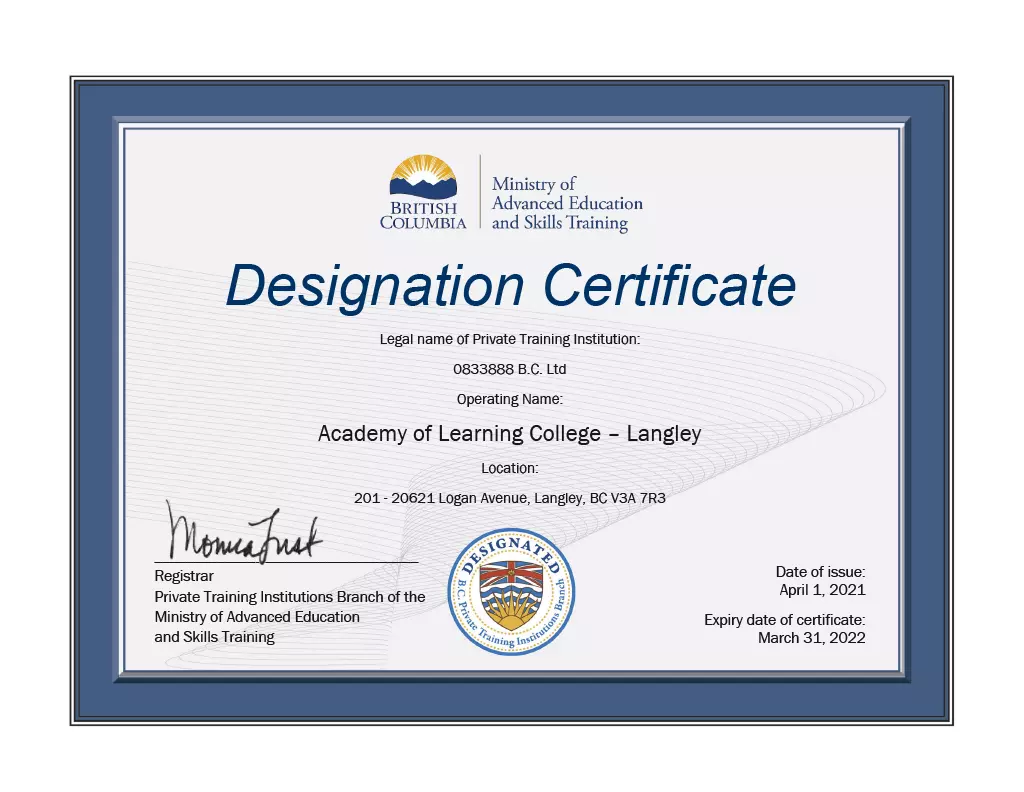 BRITISH
COLUMBIA
Ministry of
Advanced Education
and Skills Training
Designation Certificate
Legal name of Private Training Institution:
0833888 B.C. Ltd
Operating Name:
Academy of Learning College – Langley
Location:
201 - 20621 Logan Avenue, Langley, BC V3A 7R3
Monica Lust
Registrar
Private Training Institutions Branch of the
Ministry of Advanced Education
and Skills Training
DESIGNATED
B.C. Private Training Institutions Branch
Date of issue:
April 1, 2021
Expiry date of certificate:
March 31, 2022